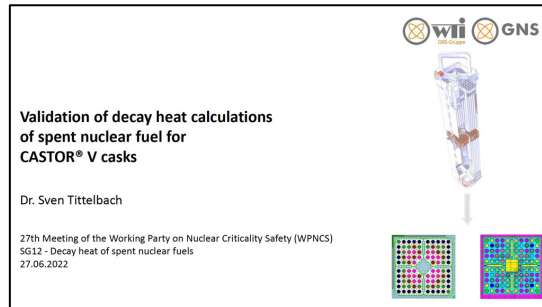 wti
GNS-Gruppe
GNS
Validation of decay heat calculations
of spent nuclear fuel for
CASTOR® V casks
Dr. Sven Tittelbach
27th Meeting of the Working Party on Nuclear Criticality Safety (WPNCS)
SG12 - Decay heat of spent nuclear fuels
27.06.2022